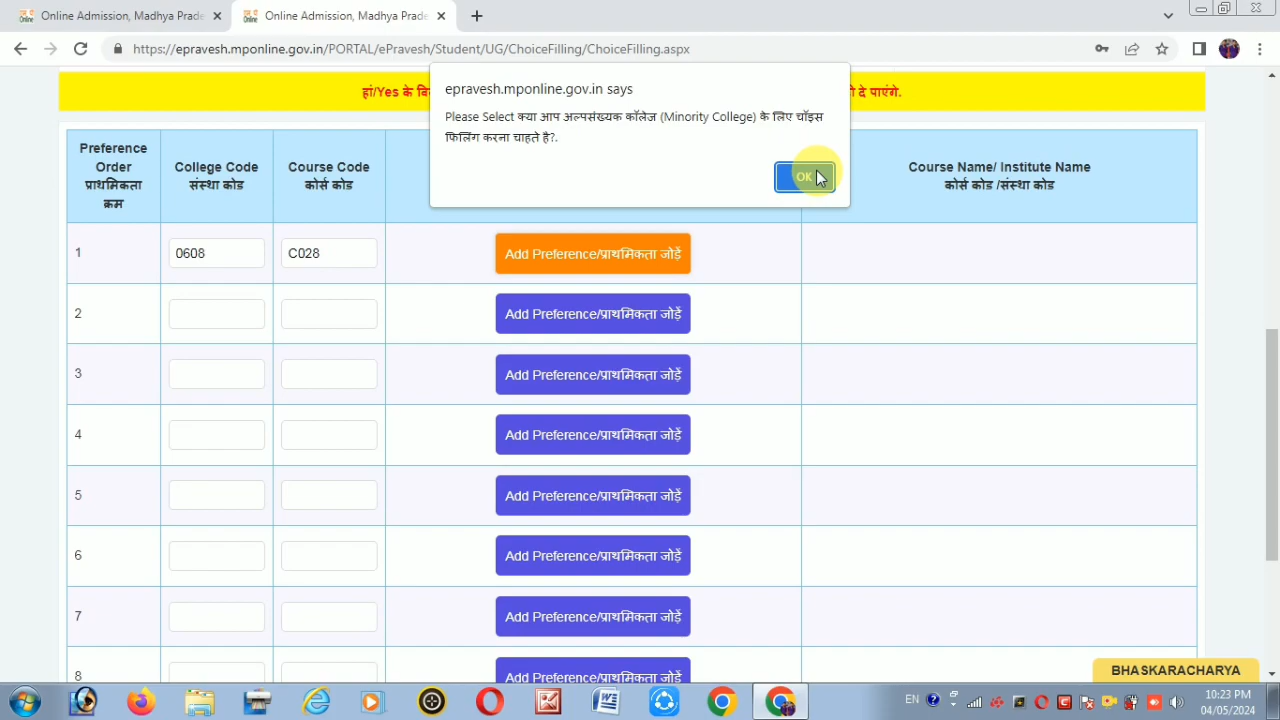 Online Admission, Madhya Prade
Online Admission, Madhya Prade
https://epravesh.mponline.gov.in/PORTAL/ePravesh/Student/UG/ChoiceFilling/ChoiceFilling.aspx
हां/Yes के
दे पाएंगे.
epravesh.mponline.gov.in says
Please Select क्या आप अल्पसंख्यक कॉलेज (Minority College) के लिए चॉइस
फिलिंग करना चाहते है?.
OK
Preference
Order
प्राथमिकता
क्रम
College Code
संस्था कोड
Course Code
कोर्स कोड
Course Name/ Institute Name
कोर्स कोड /संस्था कोड
1 0608 C028 Add Preference/प्राथमिकता जोड़ें
2 Add Preference/प्राथमिकता जोड़ें
3 Add Preference/प्राथमिकता जोड़ें
4 Add Preference/प्राथमिकता जोड़ें
5 Add Preference/प्राथमिकता जोड़ें
6 Add Preference/प्राथमिकता जोड़ें
7 Add Preference/प्राथमिकता जोड़ें
8 Add Preference/प्राथमिकता जोड़ें
BHASKARACHARYA
EN
10:23 PM
04/05/2024